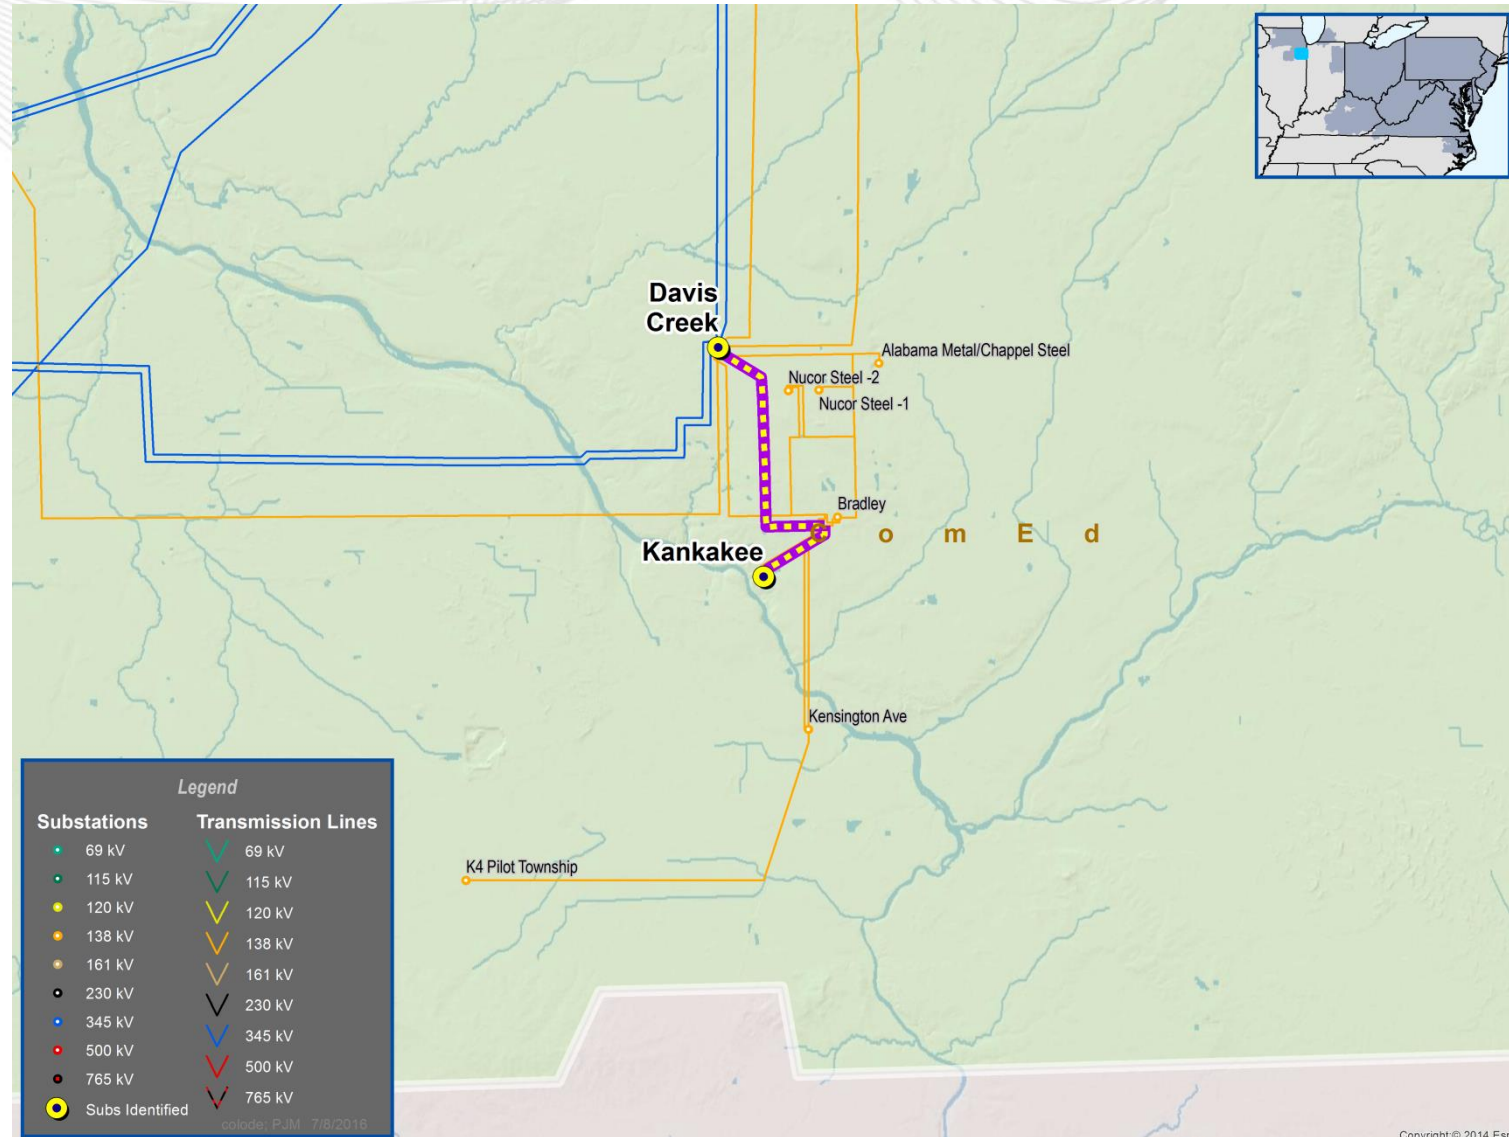 Davis
Creek
Alabama Metal/Chappel Steel
Nucor Steel -2
Nucor Steel -1
Bradley
C o m E d
Kankakee
Kensington Ave
K4 Pilot Township
Legend
Substations
69 kV
115 kV
120 kV
138 kV
161 kV
230 kV
345 kV
500 kV
765 kV
Subs Identified
Transmission Lines
69 kV
115 kV
120 kV
138 kV
161 kV
230 kV
345 kV
500 kV
765 kV
colode; PJM 7/8/2016
Copyright:© 2014 Esr